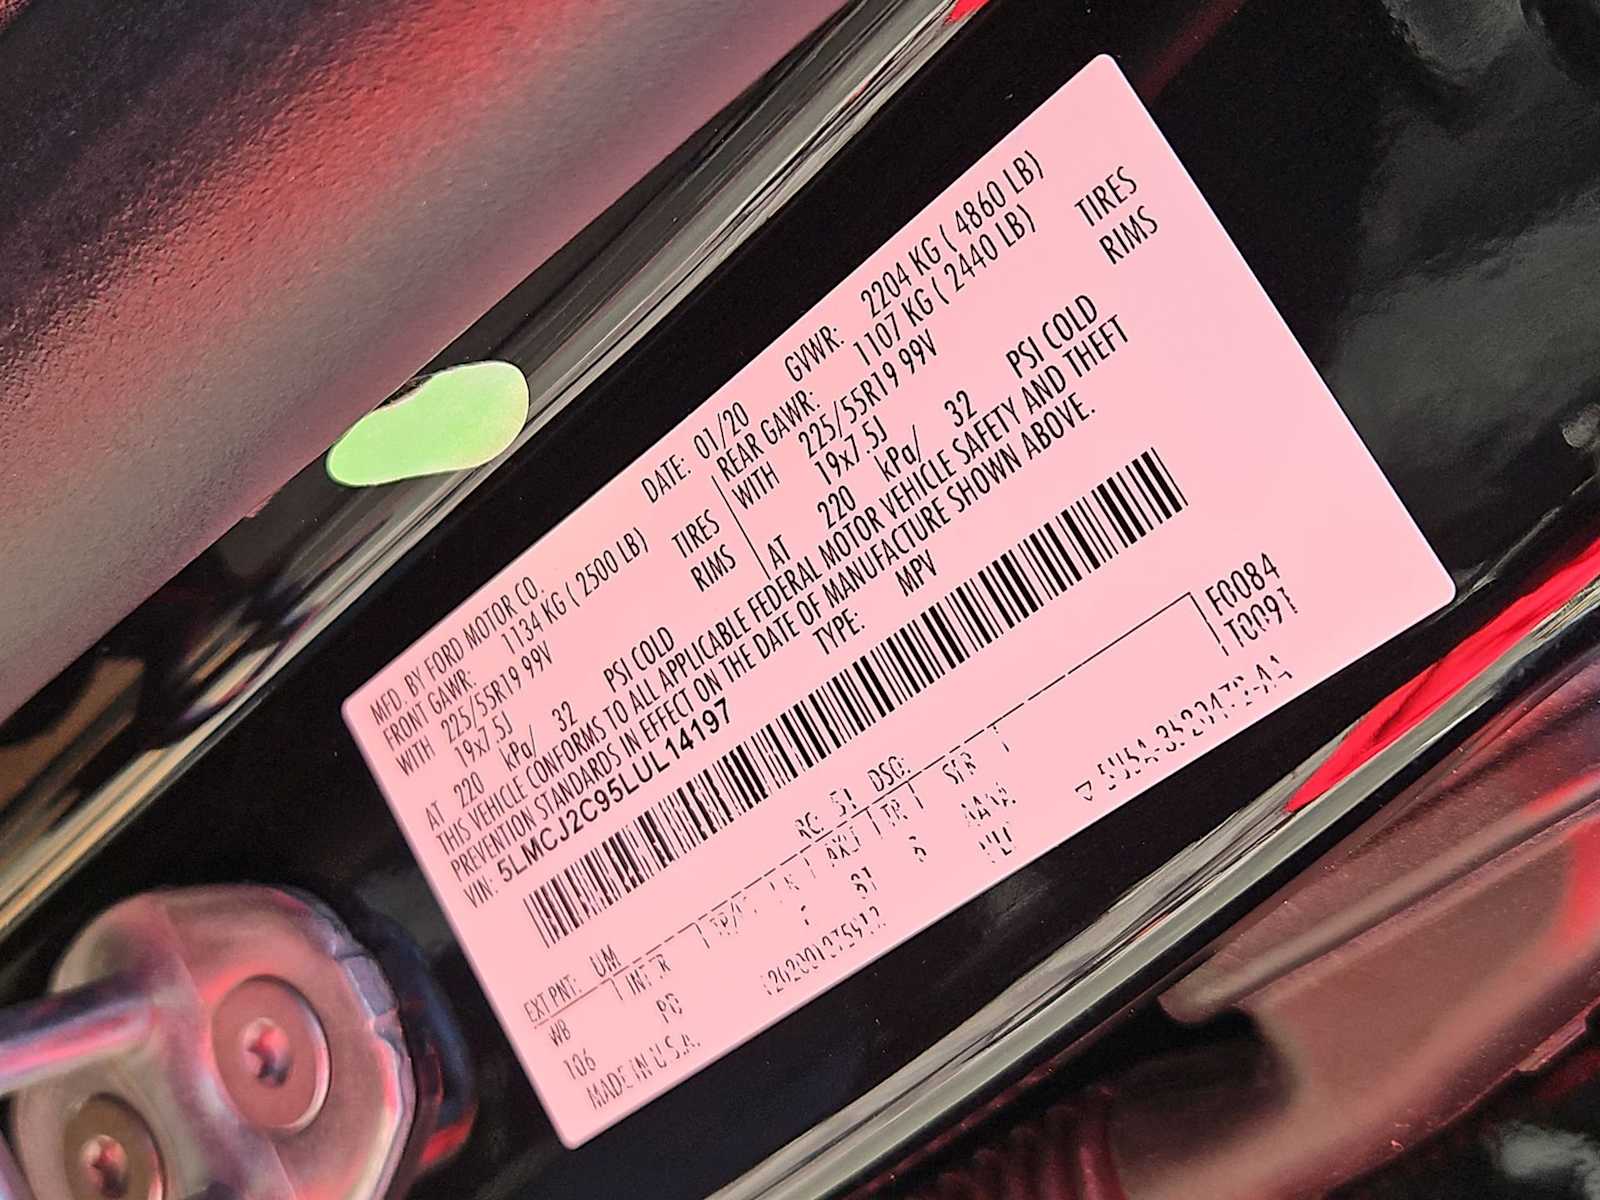 MFD. BY FORD MOTOR CO. DATE: 01/20 GVWR: 2204 KG ( 4860 LB)
FRONT GAWR: 1134 KG ( 2500 LB) REAR GAWR: 1107 KG ( 2440 LB)
WITH 225/55R19 99V TIRES WITH 225/55R19 99V TIRES
19x7.5J RIMS 19x7.5J RIMS
AT 220 kPa/ 32 PSI COLD AT 220 kPa/ 32 PSI COLD
THIS VEHICLE CONFORMS TO ALL APPLICABLE FEDERAL MOTOR VEHICLE SAFETY AND THEFT
PREVENTION STANDARDS IN EFFECT ON THE DATE OF MANUFACTURE SHOWN ABOVE.
VIN: 5LMCJ2C95LUL14197 TYPE: MPV
F0084
EXT PNT: UM RC: 51 DSO: T0091
WB
106
MADE IN U.S.A.